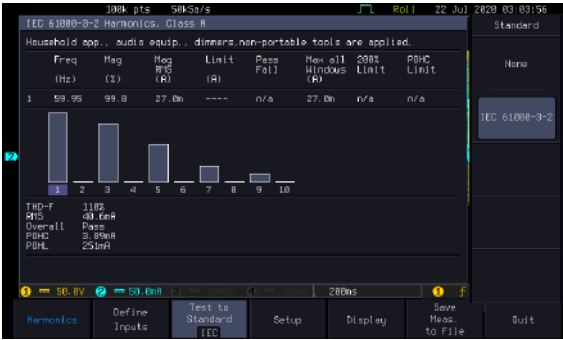 100k pts 50kSa/s Roll 22 Jul 2020 03:03:56
IEC 61000-3-2 Harmonics, Class A
Standard
Household app., audio equip., dimmers,non-portable tools are applied.
Freq Mag Mag Limit Pass Max all 200% POHC
RMS Fail Windows Limit Limit
(Hz) (%) (A) (A) (A)
None
1 59.95 99.8 27.0m ---- n/a 27.0m n/a n/a
IEC 61000-3-2
2
1 2 3 4 5 6 7 8 9 10
THD-F 110%
RMS 40.6mA
Overall Pass
POHC 3.89mA
POHL 251mA
1 50.0V 2 50.0mA 3 4 200ms 1
Harmonics Define Inputs Test to Standard IEC Setup Display Save Meas. to File Quit